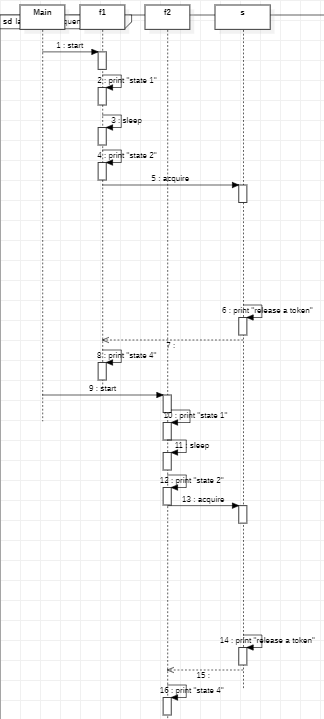 Main
f1
f2
s
sd la quen
1 : start
2 : print "state 1"
3 : sleep
4 : print "state 2"
5 : acquire
6 : print "release a token"
7 :
8 : print "state 4"
9 : start
10 : print "state 1"
11 : sleep
12 : print "state 2"
13 : acquire
14 : print "release a token"
15 :
16 : print "state 4"